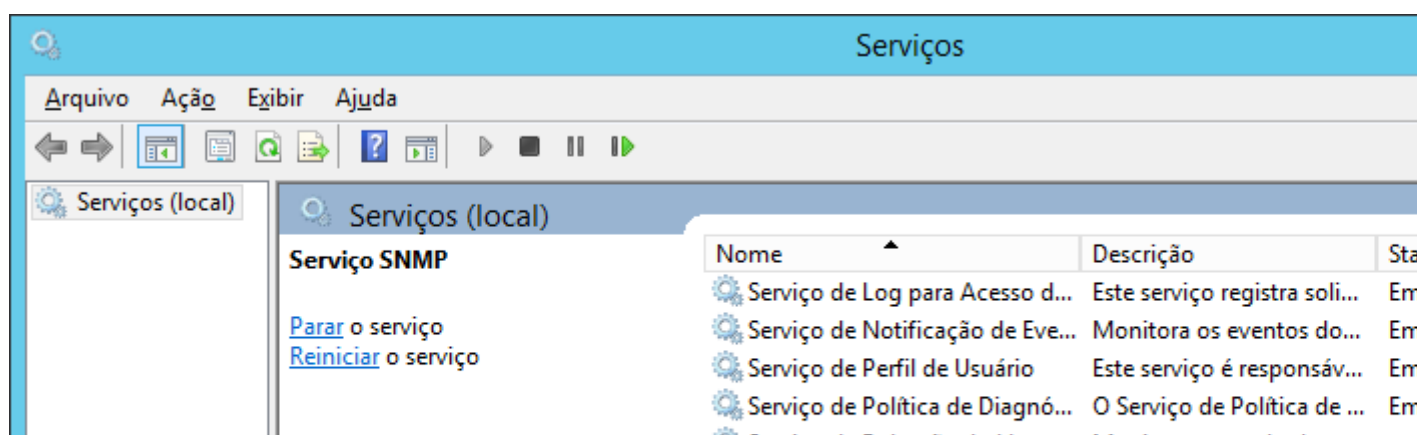 Serviços
Arquivo Ação Exibir Ajuda
Serviços (local)
Serviços (local)
Serviço SNMP
Parar o serviço
Reiniciar o serviço
Nome Descrição Sta
Serviço de Log para Acesso d... Este serviço registra soli... Em
Serviço de Notificação de Eve... Monitora os eventos do... Em
Serviço de Perfil de Usuário Este serviço é responsáv... Em
Serviço de Política de Diagnó... O Serviço de Política de ... Em